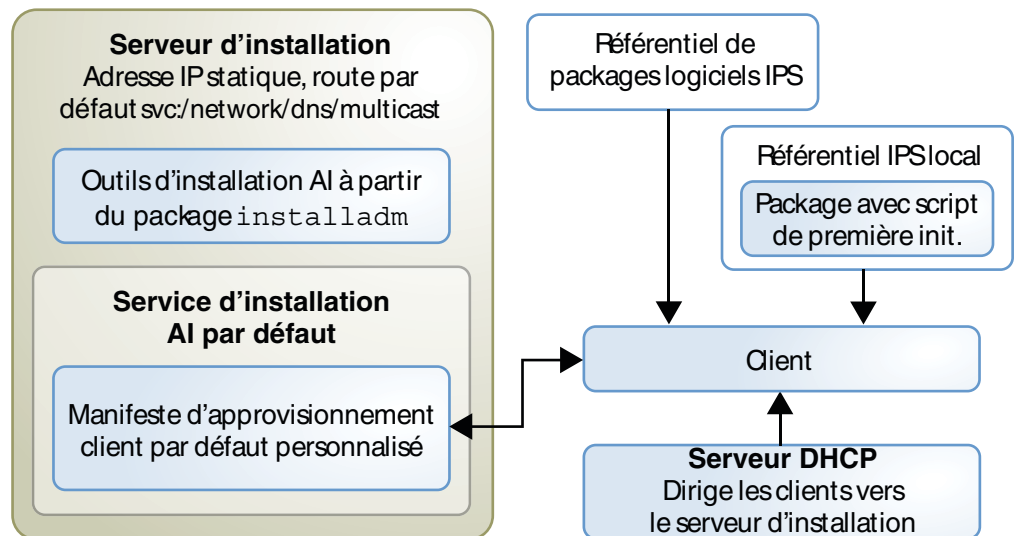 Serveur d’installation
Adresse IP statique, route par
défaut svc:/network/dns/multicast
Outils d’installation AI à partir
du package installadm
Service d’installation
AI par défaut
Manifeste d’approvisionnement
client par défaut personnalisé
Référentiel de
packages logiciels IPS
Référentiel IPS local
Package avec script
de première init.
Client
Serveur DHCP
Dirige les clients vers
le serveur d’installation